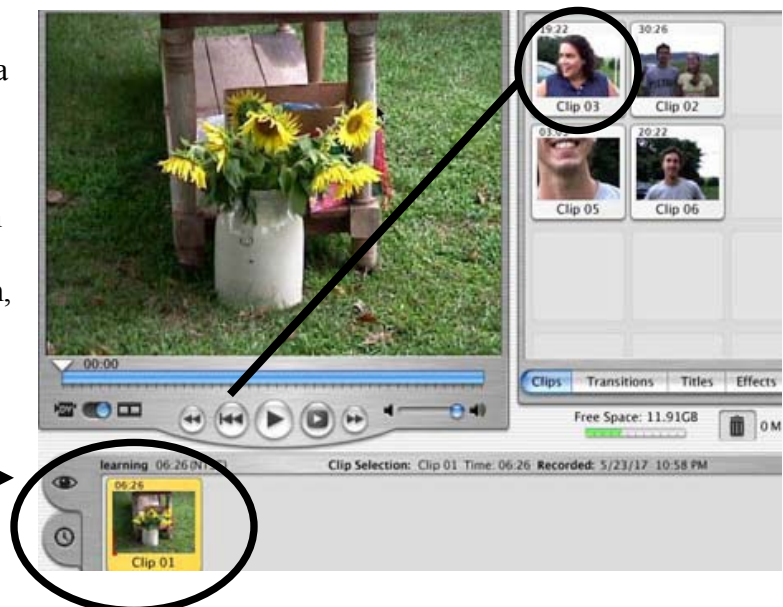 a
n,
19:22
30:26
Clip 03
Clip 02
20:22
Clip 05
Clip 06
00:00
Clips Transitions Titles Effects
Free Space: 11.91GB
0 M
learning 06:26
Clip Selection: Clip 01 Time: 06:26 Recorded: 5/23/17 10:58 PM
06:26
Clip 01